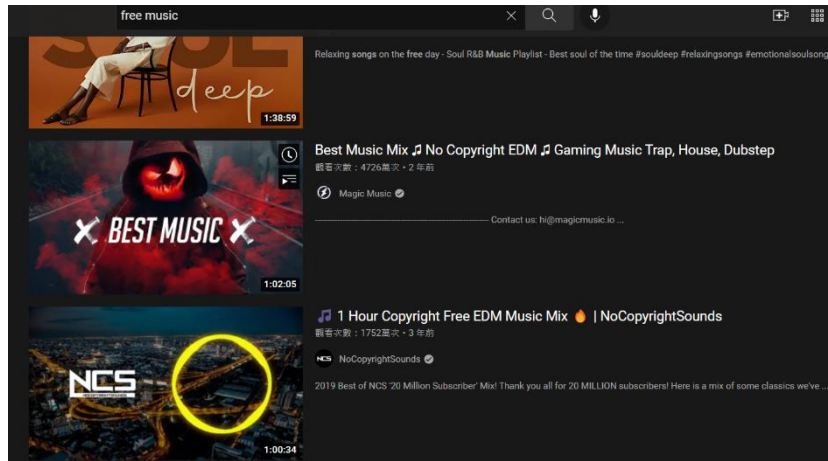 free music
SOUL
deep
1:38:59
Relaxing songs on the free day - Soul R&B Music Playlist - Best soul of the time #souldeep #relaxingsongs #emotionalsoulsong
BEST MUSIC
1:02:05
Best Music Mix ♫ No Copyright EDM ♫ Gaming Music Trap, House, Dubstep
觀看次數：4726萬次 • 2 年前
Magic Music
---------------------------------------------------------------- Contact us: hi@magicmusic.io ...
NCS
NOCOPYRIGHTSOUNDS
1:00:34
🎵 1 Hour Copyright Free EDM Music Mix 🔥 | NoCopyrightSounds
觀看次數：1752萬次 • 3 年前
NCS NoCopyrightSounds
2019 Best of NCS '20 Million Subscriber' Mix! Thank you all for 20 MILLION subscribers! Here is a mix of some classics we've ...